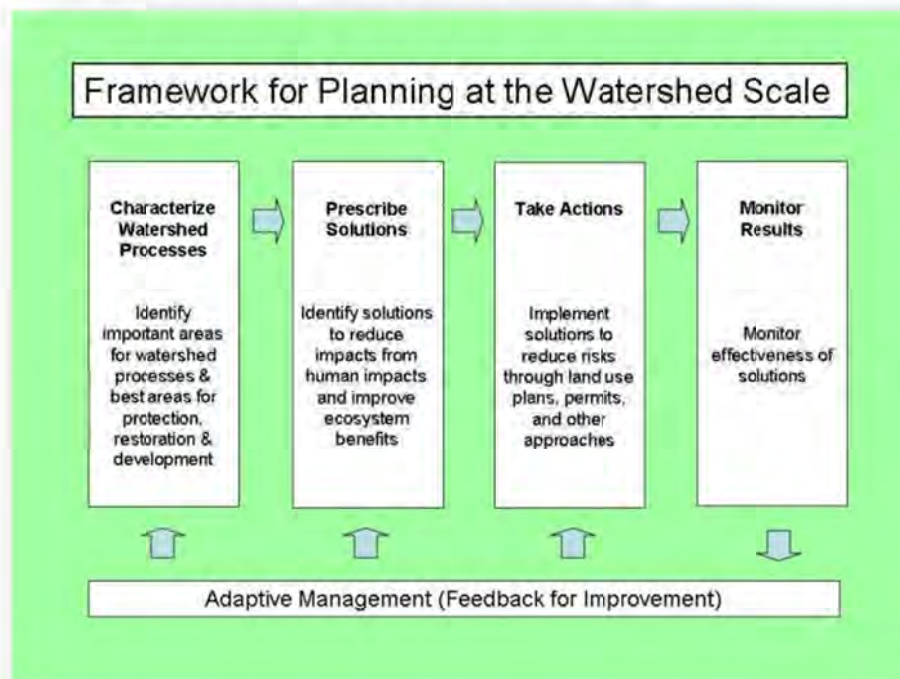 Framework for Planning at the Watershed Scale
Characterize
Watershed
Processes
Identify
important areas
for watershed
processes &
best areas for
protection,
restoration &
development
Prescribe
Solutions
Identify solutions
to reduce
impacts from
human impacts
and improve
ecosystem
benefits
Take Actions
Implement
solutions to
reduce risks
through land use
plans, permits,
and other
approaches
Monitor
Results
Monitor
effectiveness of
solutions
Adaptive Management (Feedback for Improvement)